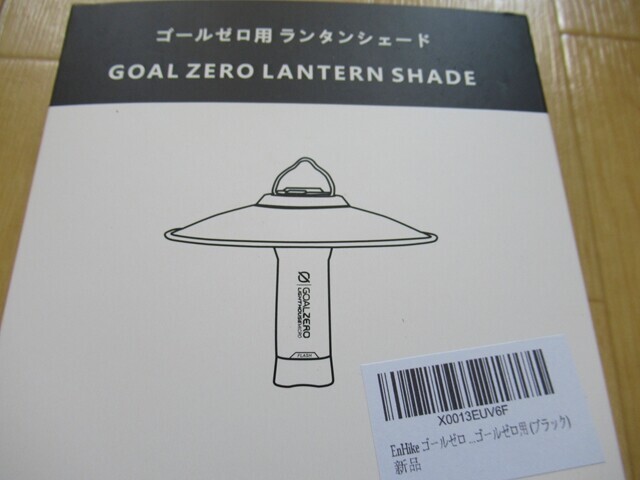 ゴールゼロ用 ランタンシェード
GOAL ZERO LANTERN SHADE
GOALZERO
LIGHTHOUSE MICRO
FLASH
X0013EUV6F
EnHike ゴールゼロ ...ゴールゼロ用 (ブラック)
新品